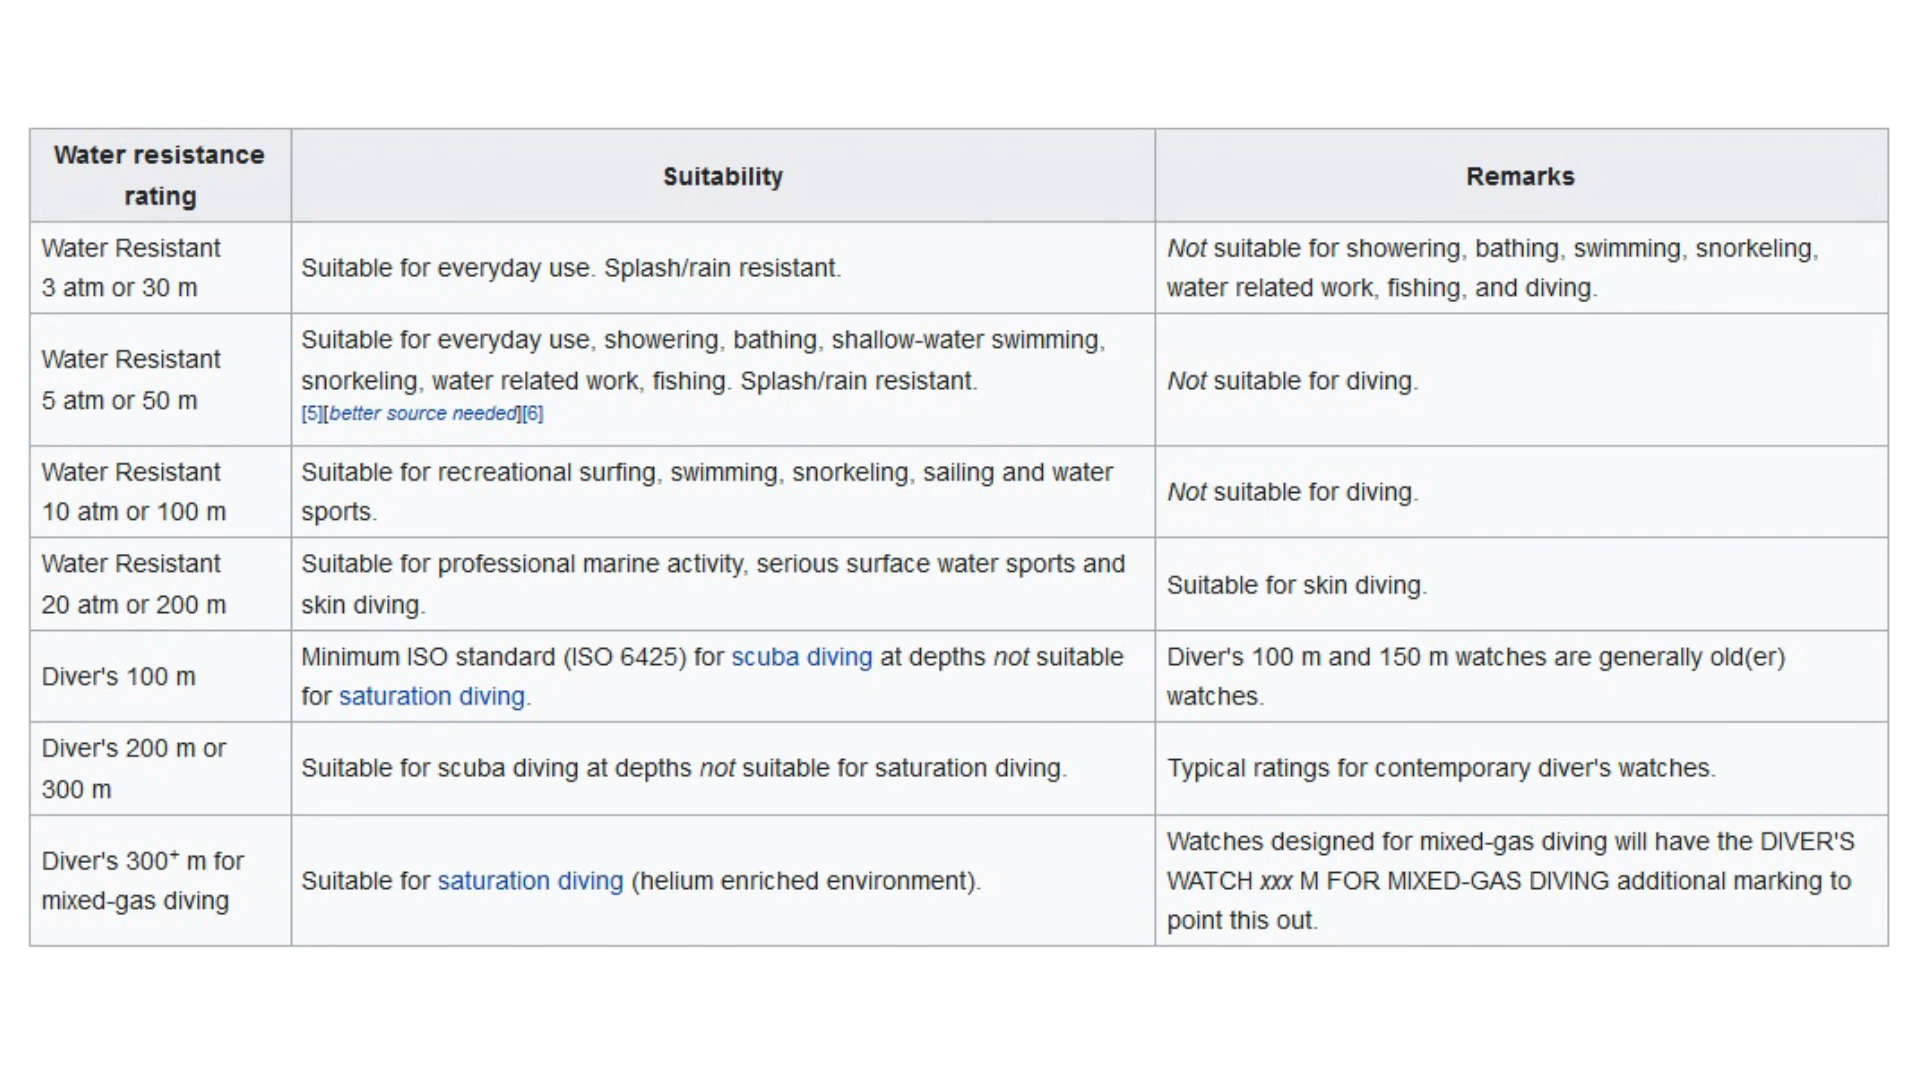 Water resistance
rating
Suitability
Remarks
Water Resistant
3 atm or 30 m
Suitable for everyday use. Splash/rain resistant.
Not suitable for showering, bathing, swimming, snorkeling,
water related work, fishing, and diving.
Water Resistant
5 atm or 50 m
Suitable for everyday use, showering, bathing, shallow-water swimming,
snorkeling, water related work, fishing. Splash/rain resistant.
[5][better source needed][6]
Not suitable for diving.
Water Resistant
10 atm or 100 m
Suitable for recreational surfing, swimming, snorkeling, sailing and water
sports.
Not suitable for diving.
Water Resistant
20 atm or 200 m
Suitable for professional marine activity, serious surface water sports and
skin diving.
Suitable for skin diving.
Diver's 100 m
Minimum ISO standard (ISO 6425) for scuba diving at depths not suitable
for saturation diving.
Diver's 100 m and 150 m watches are generally old(er)
watches.
Diver's 200 m or
300 m
Suitable for scuba diving at depths not suitable for saturation diving.
Typical ratings for contemporary diver's watches.
Diver's 300⁺ m for
mixed-gas diving
Suitable for saturation diving (helium enriched environment).
Watches designed for mixed-gas diving will have the DIVER'S
WATCH xxx M FOR MIXED-GAS DIVING additional marking to
point this out.